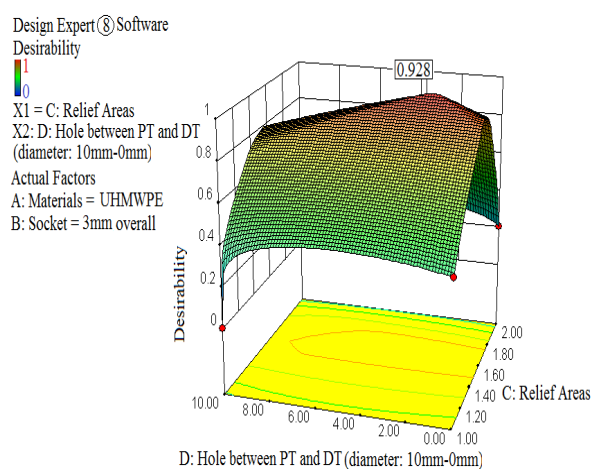 Design Expert ⑧ Software
Desirability
1
0
X1 = C: Relief Areas
X2: D: Hole between PT and DT
(diameter: 10mm-0mm)
Actual Factors
A: Materials = UHMWPE
B: Socket = 3mm overall
0.928
1
0.8
0.6
0.4
0.2
0
Desirability
10.00
8.00
6.00
4.00
2.00
0.00
1.00
1.20
1.40
1.60
1.80
2.00
C: Relief Areas
D: Hole between PT and DT (diameter: 10mm-0mm)